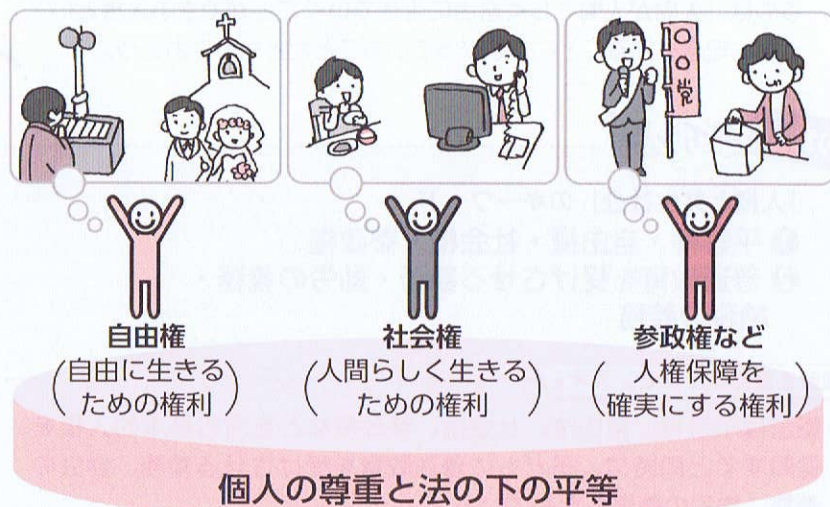 〇〇党
自由権
(自由に生きる
ための権利)
社会権
(人間らしく生きる
ための権利)
参政権など
(人権保障を
確実にする権利)
個人の尊重と法の下の平等